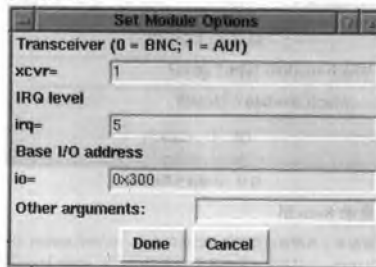 Set Module Options
Transceiver (0 = BNC; 1 = AUI)
xcvr= 1
IRQ level
irq= 5
Base I/O address
io= 0x300
Other arguments:
Done Cancel